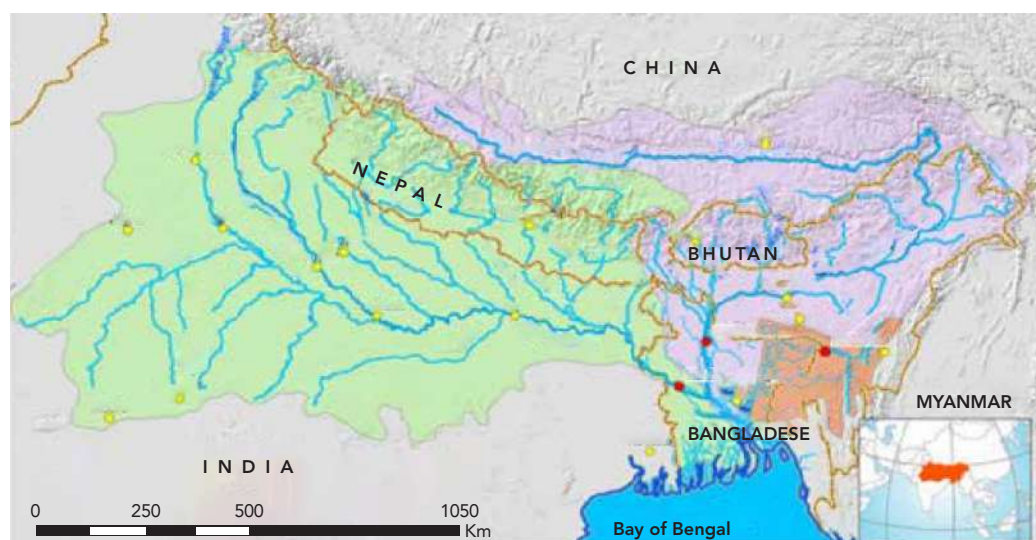 CHINA
NEPAL
BHUTAN
MYANMAR
BANGLADESE
INDIA
0 250 500 1050
Km
Bay of Bengal